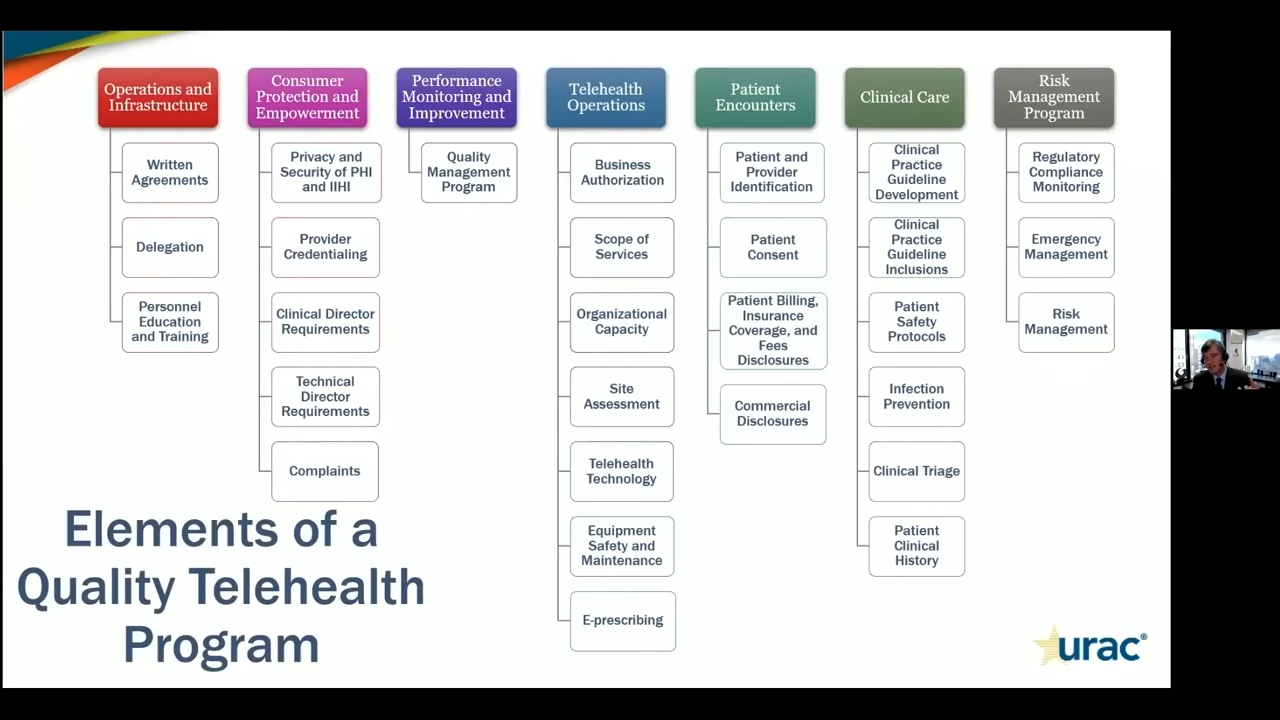 Operations and
Infrastructure
Written
Agreements
Delegation
Personnel
Education
and Training
Consumer
Protection and
Empowerment
Privacy and
Security of PHI
and IIHI
Provider
Credentialing
Clinical Director
Requirements
Technical
Director
Requirements
Complaints
Performance
Monitoring and
Improvement
Quality
Management
Program
Telehealth
Operations
Business
Authorization
Scope of
Services
Organizational
Capacity
Site
Assessment
Telehealth
Technology
Equipment
Safety and
Maintenance
E-prescribing
Patient
Encounters
Patient and
Provider
Identification
Patient
Consent
Patient Billing,
Insurance
Coverage, and
Fees
Disclosures
Commercial
Disclosures
Clinical Care
Clinical
Practice
Guideline
Development
Clinical
Practice
Guideline
Inclusions
Patient
Safety
Protocols
Infection
Prevention
Clinical Triage
Patient
Clinical
History
Risk
Management
Program
Regulatory
Compliance
Monitoring
Emergency
Management
Risk
Management
Elements of a
Quality Telehealth
Program
urac®